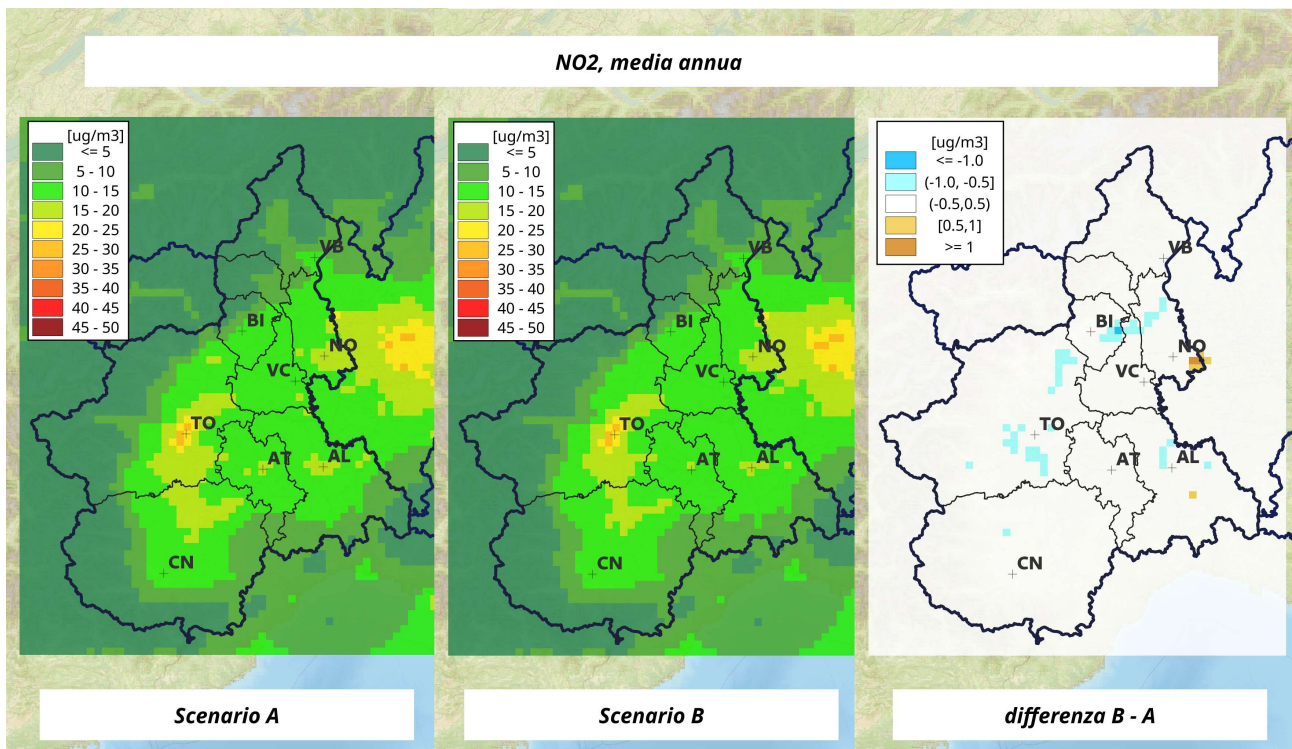 NO2, media annua
[ug/m3]
<= 5
5 - 10
10 - 15
15 - 20
20 - 25
25 - 30
30 - 35
35 - 40
40 - 45
45 - 50
VB
BI
NO
VC
TO
AT
AL
CN
Scenario A
[ug/m3]
<= 5
5 - 10
10 - 15
15 - 20
20 - 25
25 - 30
30 - 35
35 - 40
40 - 45
45 - 50
VB
BI
NO
VC
TO
AT
AL
CN
Scenario B
[ug/m3]
<= -1.0
(-1.0, -0.5]
(-0.5,0.5)
[0.5,1]
>= 1
VB
BI
NO
VC
TO
AT
AL
CN
differenza B - A